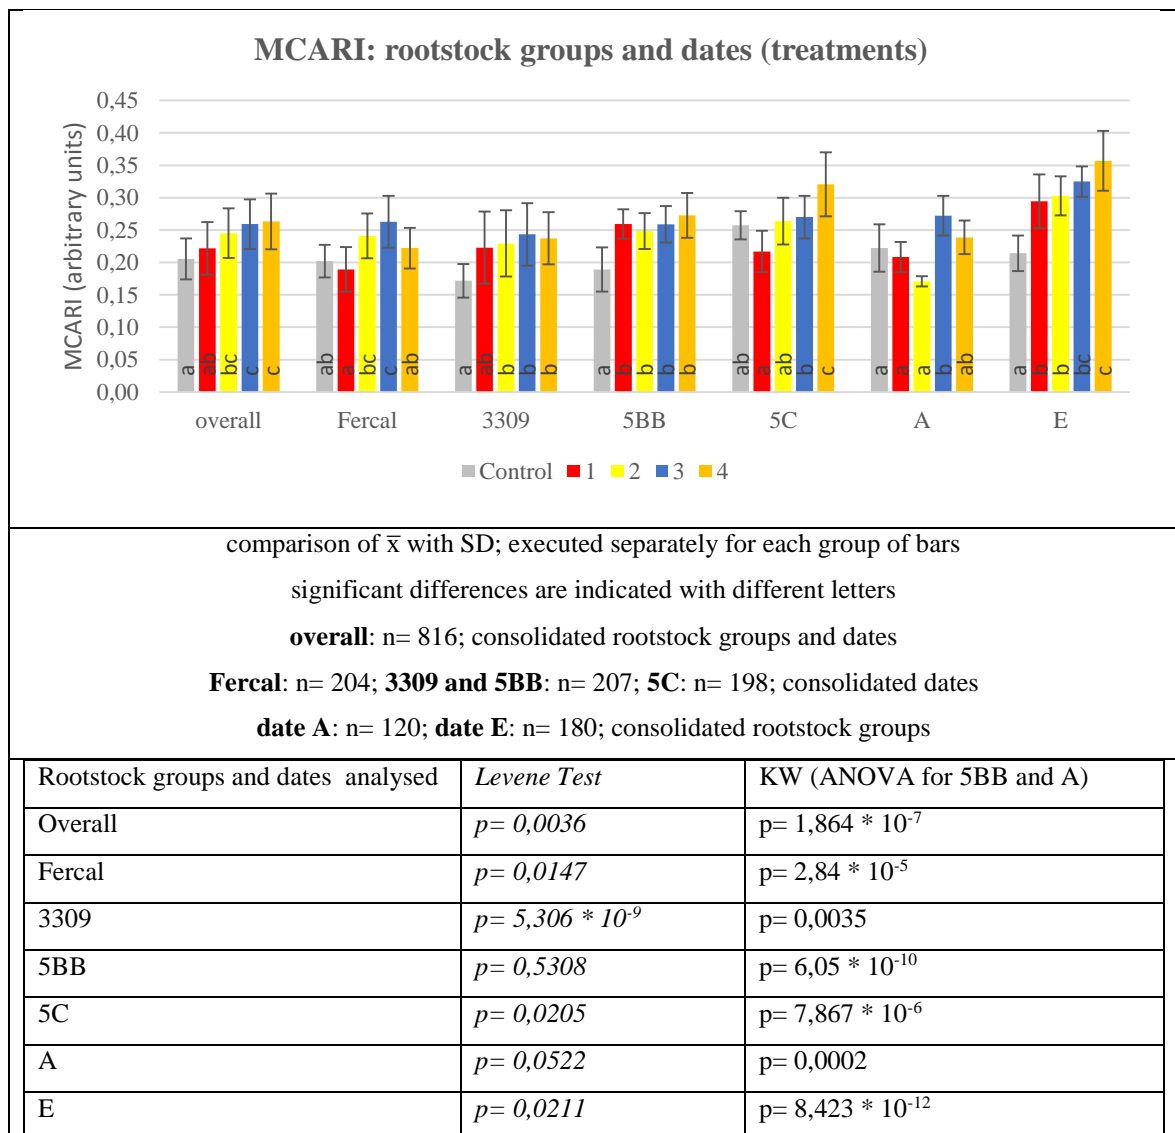 MCARI: rootstock groups and dates (treatments)
MCARI (arbitrary units)
0,45
0,40
0,35
0,30
0,25
0,20
0,15
0,10
0,05
0,00
a ab bc c c
ab a bc c ab
a ab b b b
a b b b b
ab a ab b c
a a a b ab
a b b bc c
overall Fercal 3309 5BB 5C A E
Control 1 2 3 4
comparison of x̅ with SD; executed separately for each group of bars
significant differences are indicated with different letters
overall: n= 816; consolidated rootstock groups and dates
Fercal: n= 204; 3309 and 5BB: n= 207; 5C: n= 198; consolidated dates
date A: n= 120; date E: n= 180; consolidated rootstock groups
Rootstock groups and dates analysed Levene Test KW (ANOVA for 5BB and A)
Overall p= 0,0036 p= 1,864 * 10⁻⁷
Fercal p= 0,0147 p= 2,84 * 10⁻⁵
3309 p= 5,306 * 10⁻⁹ p= 0,0035
5BB p= 0,5308 p= 6,05 * 10⁻¹⁰
5C p= 0,0205 p= 7,867 * 10⁻⁶
A p= 0,0522 p= 0,0002
E p= 0,0211 p= 8,423 * 10⁻¹²